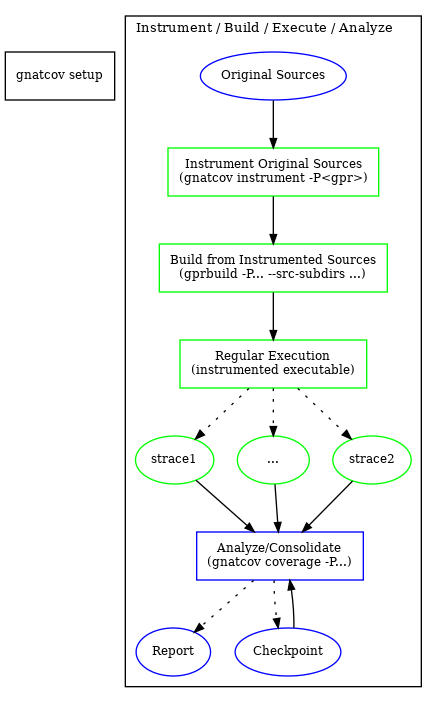 Instrument / Build / Execute / Analyze
gnatcov setup
Original Sources
Instrument Original Sources
(gnatcov instrument -P<gpr>)
Build from Instrumented Sources
(gprbuild -P... --src-subdirs ...)
Regular Execution
(instrumented executable)
strace1
...
strace2
Analyze/Consolidate
(gnatcov coverage -P...)
Report
Checkpoint